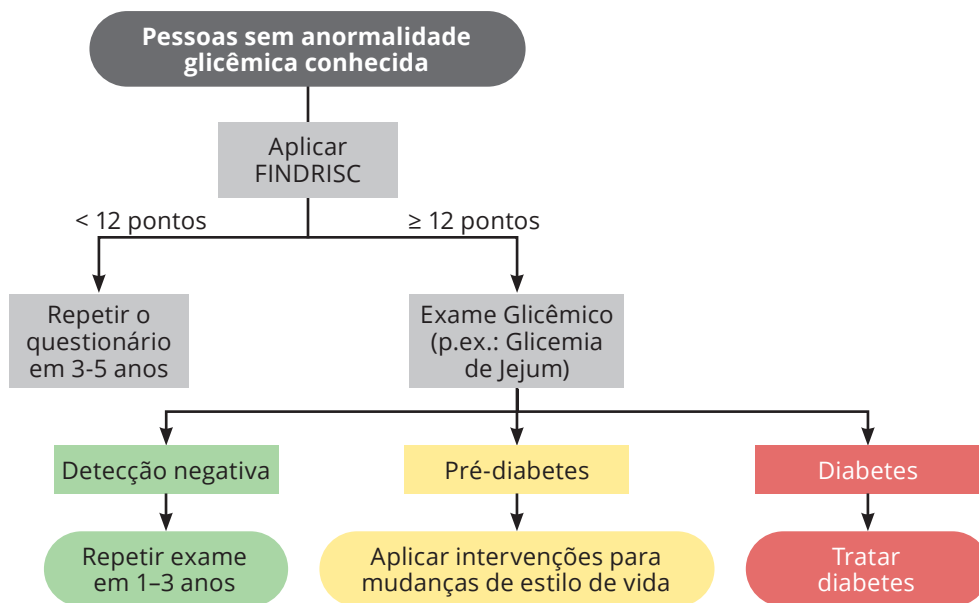 Pessoas sem anormalidade
glicêmica conhecida
Aplicar
FINDRISC
< 12 pontos
≥ 12 pontos
Repetir o
questionário
em 3-5 anos
Exame Glicêmico
(p.ex.: Glicemia
de Jejum)
Detecção negativa
Pré-diabetes
Diabetes
Repetir exame
em 1–3 anos
Aplicar intervenções para
mudanças de estilo de vida
Tratar
diabetes